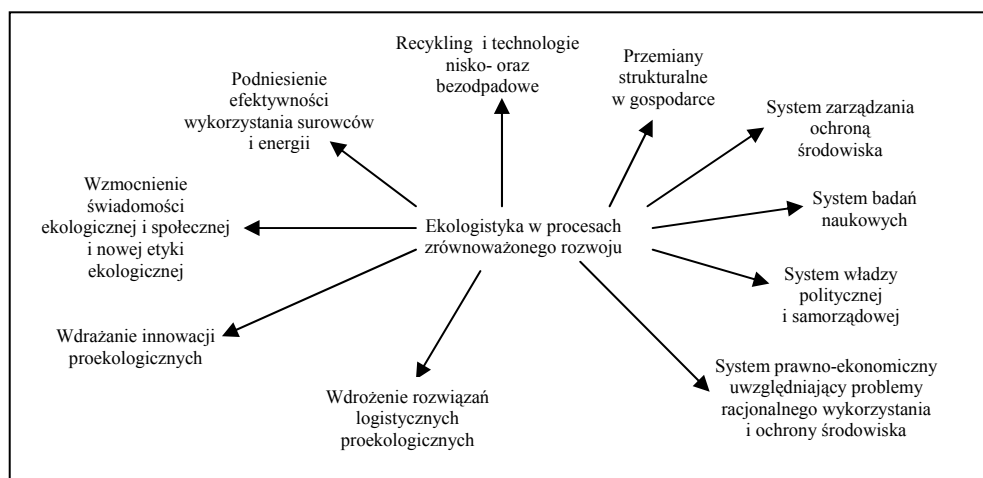 Recykling i technologie
nisko- oraz
bezodpadowe
Przemiany
strukturalne
w gospodarce
Podniesienie
efektywności
wykorzystania surowców
i energii
System zarządzania
ochroną
środowiska
Wzmocnienie
świadomości
ekologicznej i społecznej
i nowej etyki
ekologicznej
System badań
naukowych
Ekologistyka w procesach
zrównoważonego rozwoju
System władzy
politycznej
i samorządowej
Wdrażanie innowacji
proekologicznych
System prawno-ekonomiczny
uwzględniający problemy
racjonalnego wykorzystania
i ochrony środowiska
Wdrożenie rozwiązań
logistycznych
proekologicznych